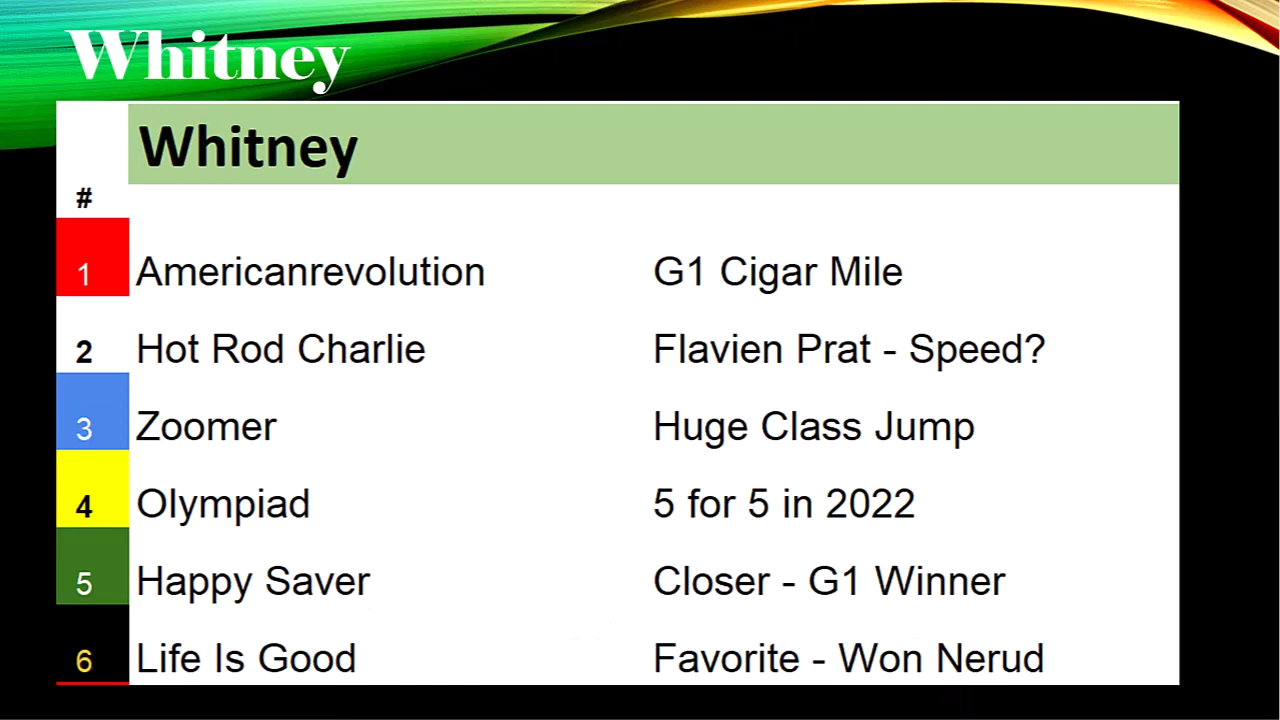 Whitney
Whitney
#
1 Americanrevolution G1 Cigar Mile
2 Hot Rod Charlie Flavien Prat - Speed?
3 Zoomer Huge Class Jump
4 Olympiad 5 for 5 in 2022
5 Happy Saver Closer - G1 Winner
6 Life Is Good Favorite - Won Nerud